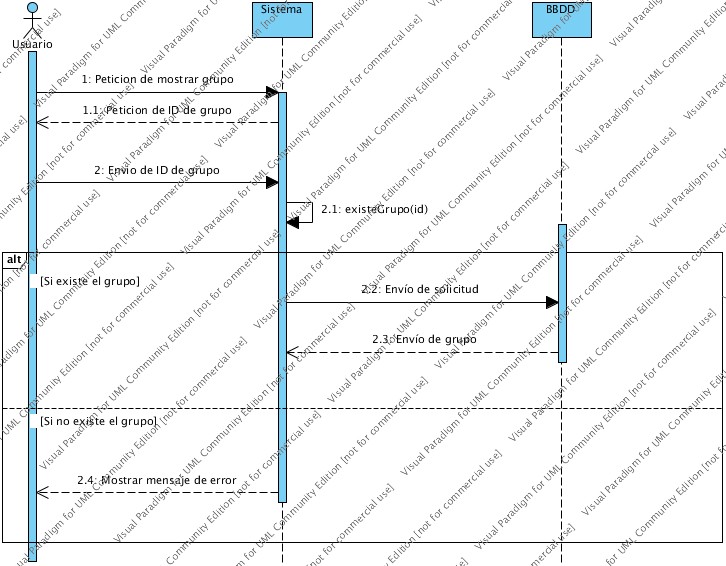 Sistema
BBDD
Usuario
1: Peticion de mostrar grupo
1.1: Peticion de ID de grupo
2: Envio de ID de grupo
2.1: existeGrupo(id)
alt
[Si existe el grupo]
2.2: Envío de solicitud
2.3: Envío de grupo
[Si no existe el grupo]
2.4: Mostrar mensaje de error
Visual Paradigm for UML Community Edition [not for commercial use]